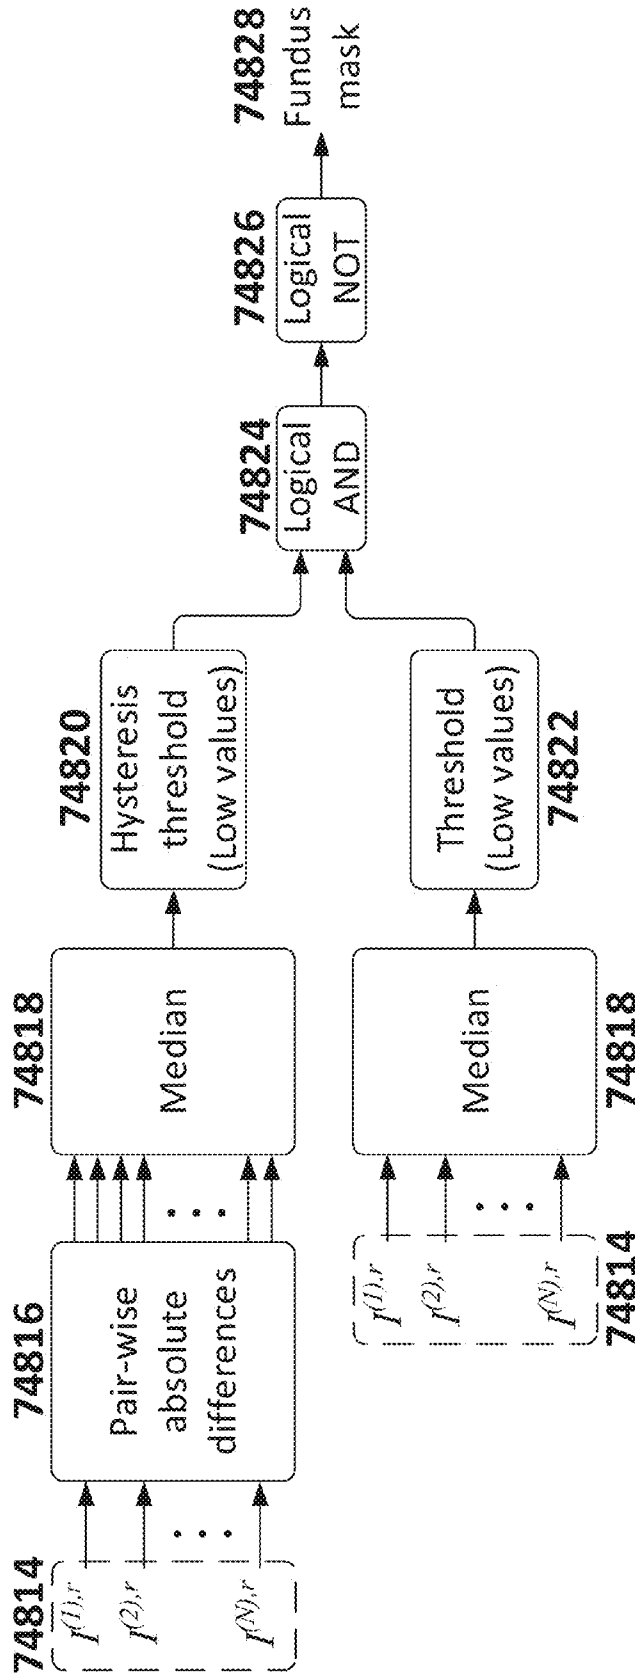 74814
I^(1),r
I^(2),r
. . .
I^(N),r
74816
Pair-wise
absolute
differences
. . .
74818
Median
74820
Hysteresis
threshold
(Low values)
74814
I^(1),r
I^(2),r
. . .
I^(N),r
74818
Median
74822
Threshold
(Low values)
74824
Logical
AND
74826
Logical
NOT
74828
Fundus
mask